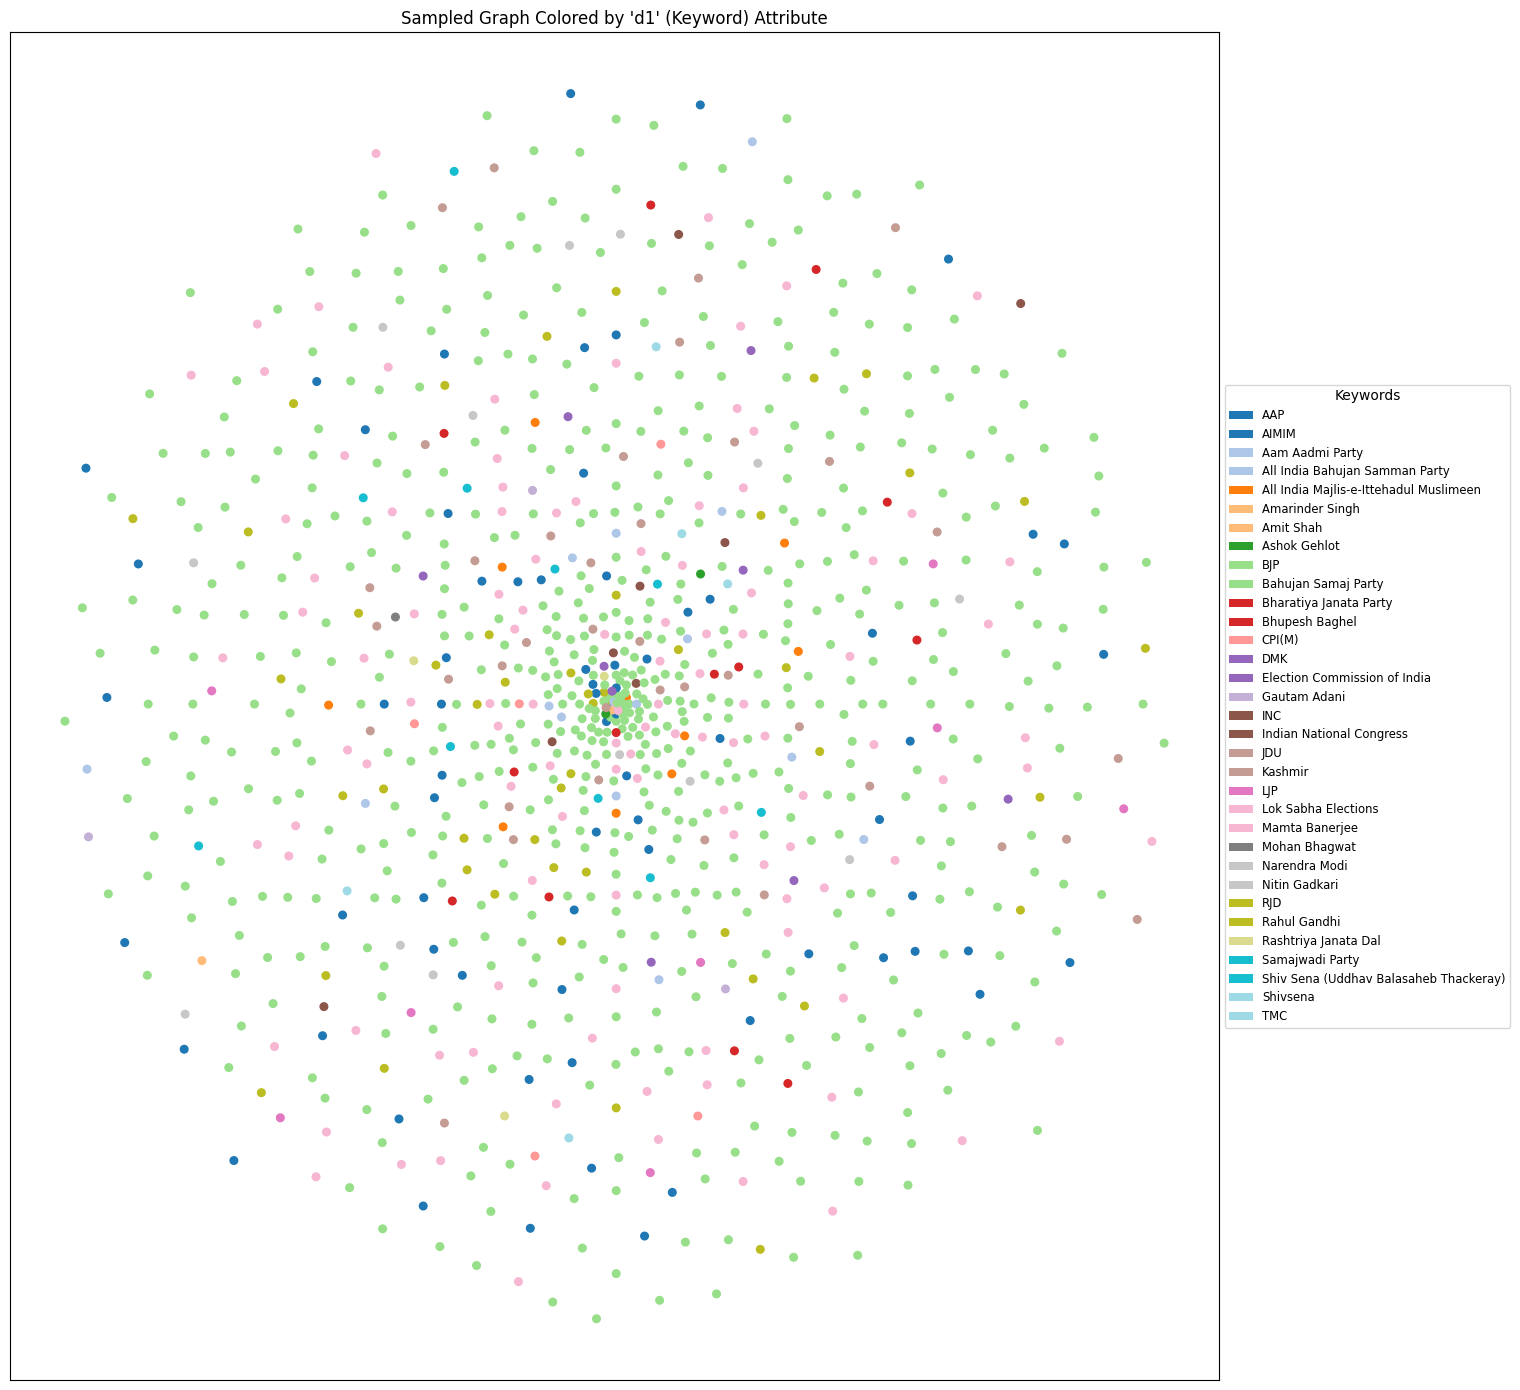 Sampled Graph Colored by 'd1' (Keyword) Attribute
Keywords
AAP
AIMIM
Aam Aadmi Party
All India Bahujan Samman Party
All India Majlis-e-Ittehadul Muslimeen
Amarinder Singh
Amit Shah
Ashok Gehlot
BJP
Bahujan Samaj Party
Bharatiya Janata Party
Bhupesh Baghel
CPI(M)
DMK
Election Commission of India
Gautam Adani
INC
Indian National Congress
JDU
Kashmir
LJP
Lok Sabha Elections
Mamta Banerjee
Mohan Bhagwat
Narendra Modi
Nitin Gadkari
RJD
Rahul Gandhi
Rashtriya Janata Dal
Samajwadi Party
Shiv Sena (Uddhav Balasaheb Thackeray)
Shivsena
TMC